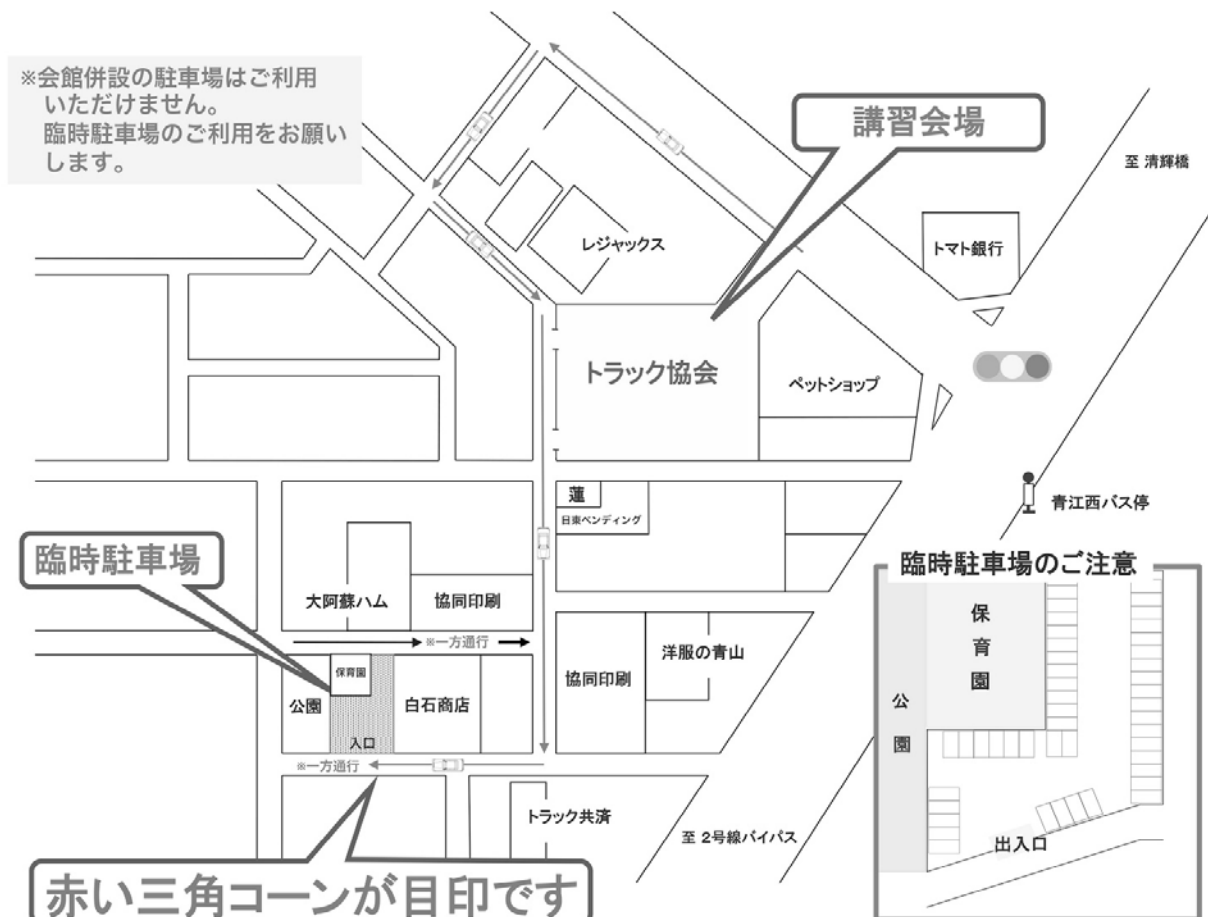 ※会館併設の駐車場はご利用
いただけません。
臨時駐車場のご利用をお願い
します。
講習会場
至 清輝橋
トマト銀行
レジャックス
トラック協会
ペットショップ
青江西バス停
蓮
日東ベンディング
臨時駐車場
大阿蘇ハム
協同印刷
※一方通行
保育園
公園
白石商店
入口
協同印刷
洋服の青山
※一方通行
トラック共済
至 2号線バイパス
赤い三角コーンが目印です
臨時駐車場のご注意
保育園
公園
出入口